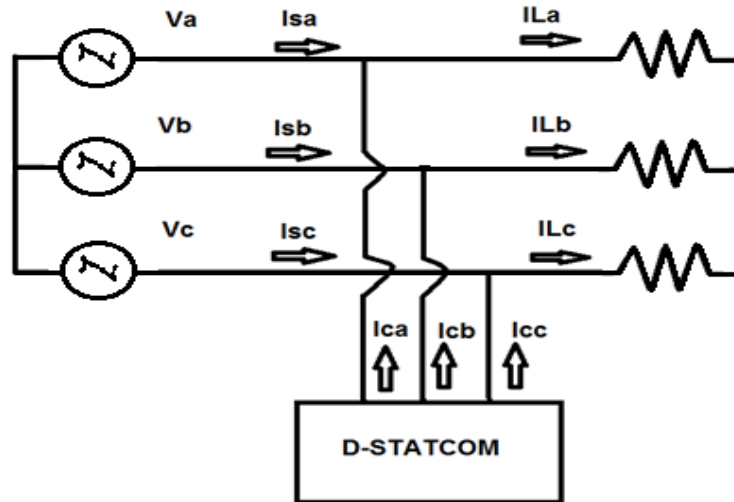 Va Isa ILa
Vb Isb ILb
Vc Isc ILc
Ica Icb Icc
D-STATCOM